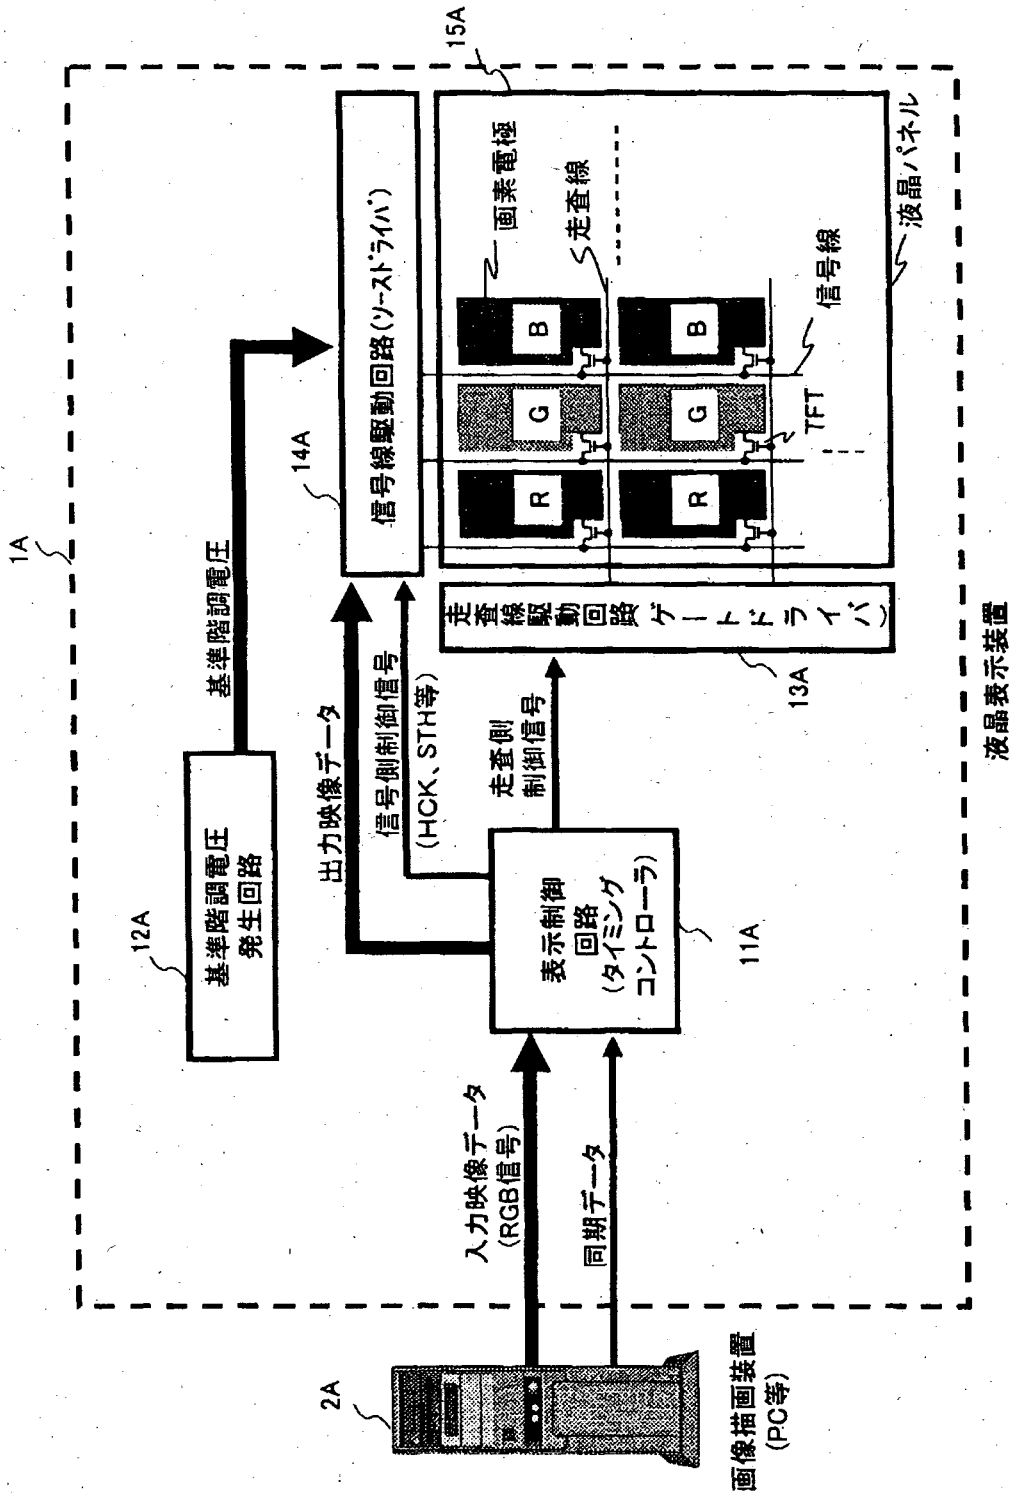 1A
12A
基準階調電圧
発生回路
基準階調電圧
14A
信号線駆動回路(ソースドライバ)
15A
出力映像データ
信号側制御信号
(HCK、STH等)
走査側
制御信号
走査線駆動回路ゲートドライバ)
13A
画素電極
走査線
R
G
B
R
G
B
TFT
信号線
液晶パネル
2A
入力映像データ
(RGB信号)
同期データ
表示制御
回路
(タイミング
コントローラ)
11A
画像描画装置
(PC等)
液晶表示装置